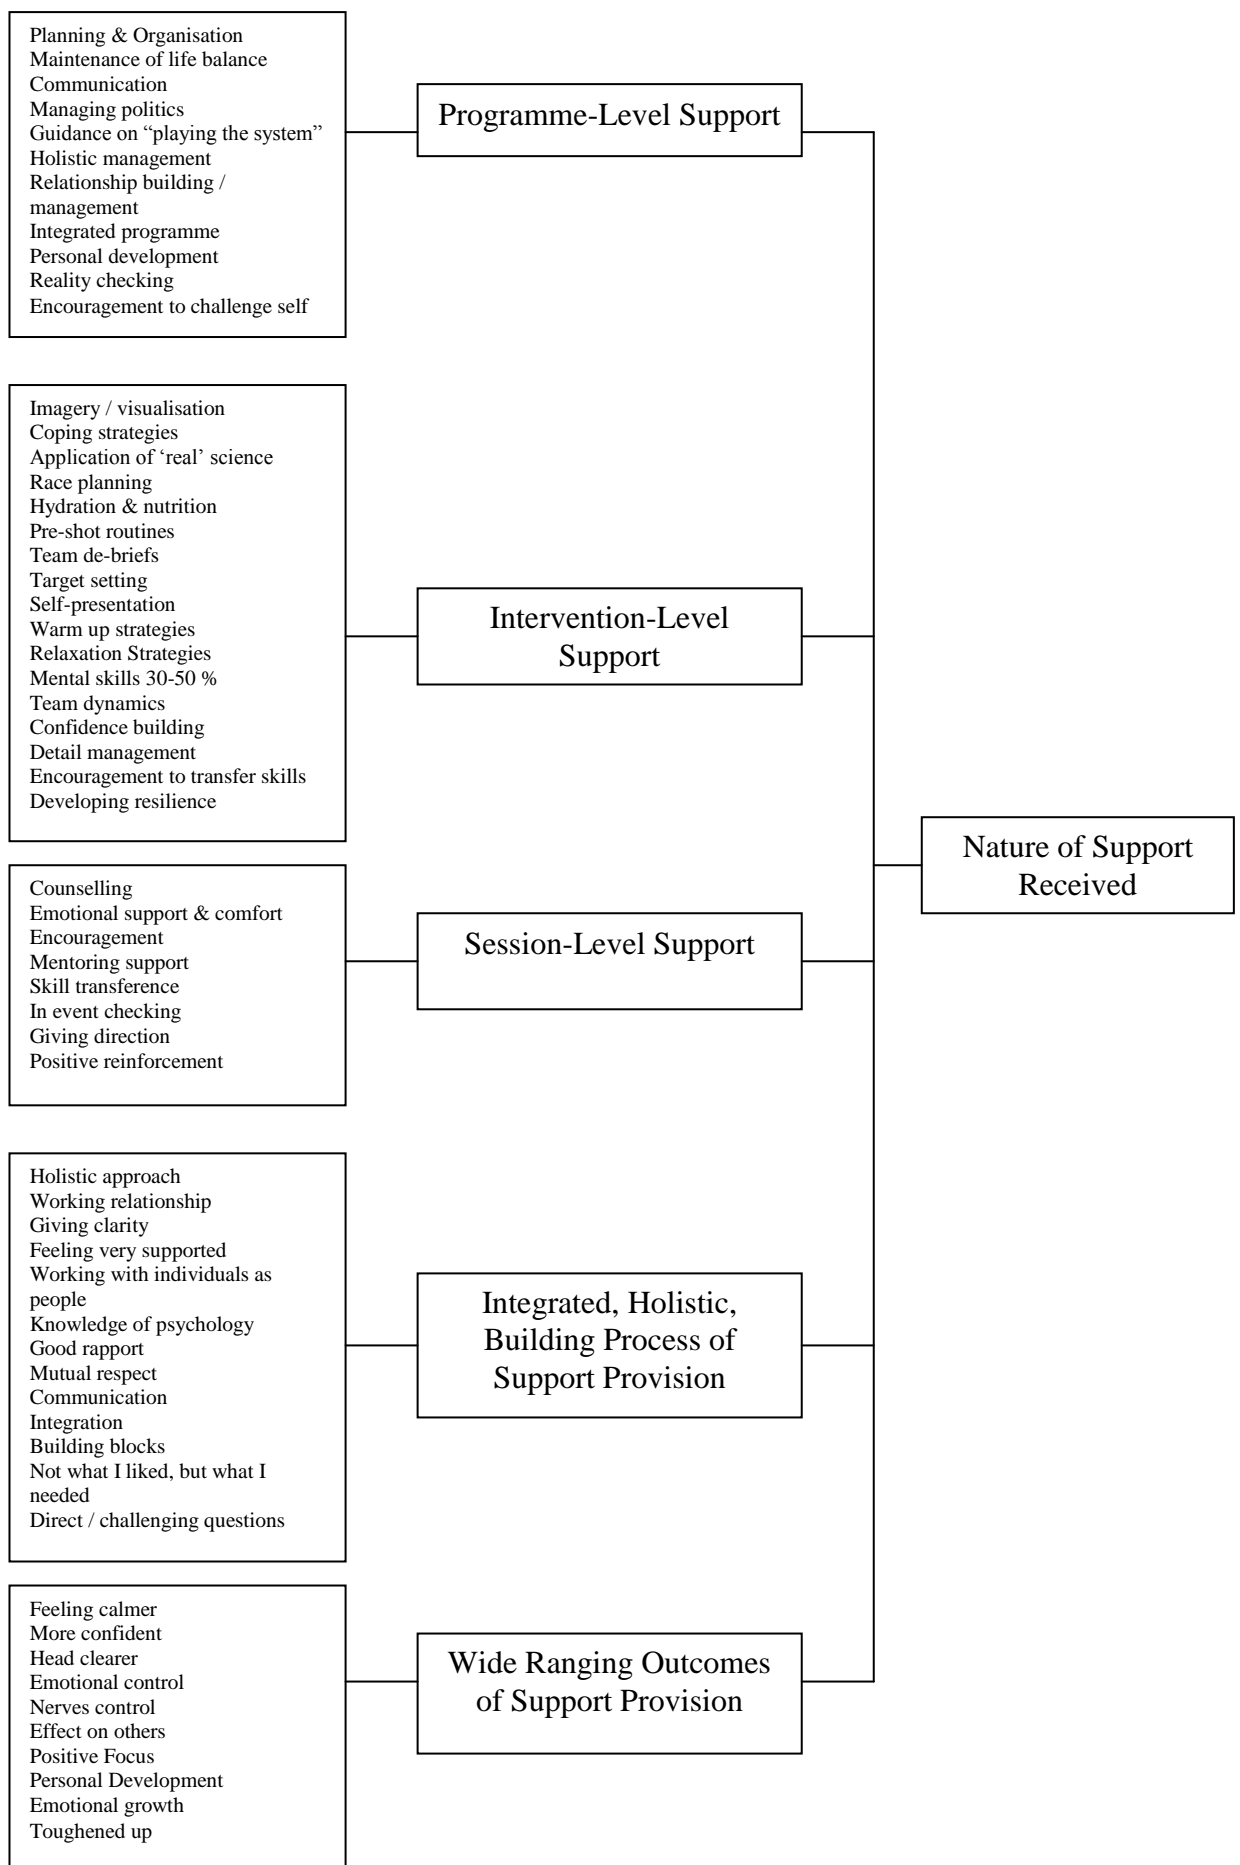 Planning & Organisation
Maintenance of life balance
Communication
Managing politics
Guidance on “playing the system”
Holistic management
Relationship building /
management
Integrated programme
Personal development
Reality checking
Encouragement to challenge self
Programme-Level Support
Imagery / visualisation
Coping strategies
Application of ‘real’ science
Race planning
Hydration & nutrition
Pre-shot routines
Team de-briefs
Target setting
Self-presentation
Warm up strategies
Relaxation Strategies
Mental skills 30-50 %
Team dynamics
Confidence building
Detail management
Encouragement to transfer skills
Developing resilience
Intervention-Level
Support
Nature of Support
Received
Counselling
Emotional support & comfort
Encouragement
Mentoring support
Skill transference
In event checking
Giving direction
Positive reinforcement
Session-Level Support
Holistic approach
Working relationship
Giving clarity
Feeling very supported
Working with individuals as
people
Knowledge of psychology
Good rapport
Mutual respect
Communication
Integration
Building blocks
Not what I liked, but what I
needed
Direct / challenging questions
Integrated, Holistic,
Building Process of
Support Provision
Feeling calmer
More confident
Head clearer
Emotional control
Nerves control
Effect on others
Positive Focus
Personal Development
Emotional growth
Toughened up
Wide Ranging Outcomes
of Support Provision